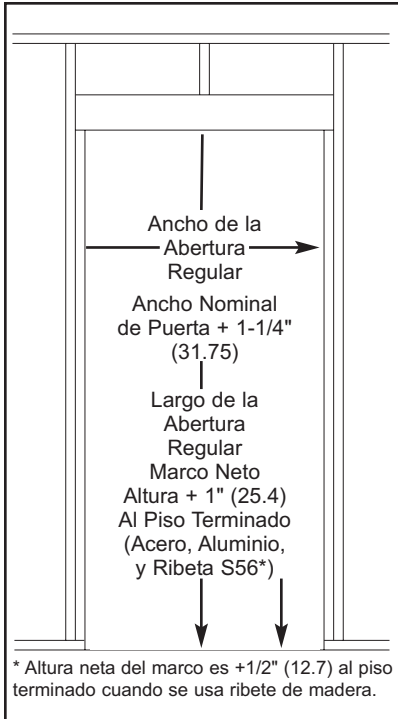 Ancho de la
Abertura
Regular
Ancho Nominal
de Puerta + 1-1/4"
(31.75)
Largo de la
Abertura
Regular
Marco Neto
Altura + 1" (25.4)
Al Piso Terminado
(Acero, Aluminio,
y Ribeta S56*)
* Altura neta del marco es +1/2" (12.7) al piso
terminado cuando se usa ribete de madera.